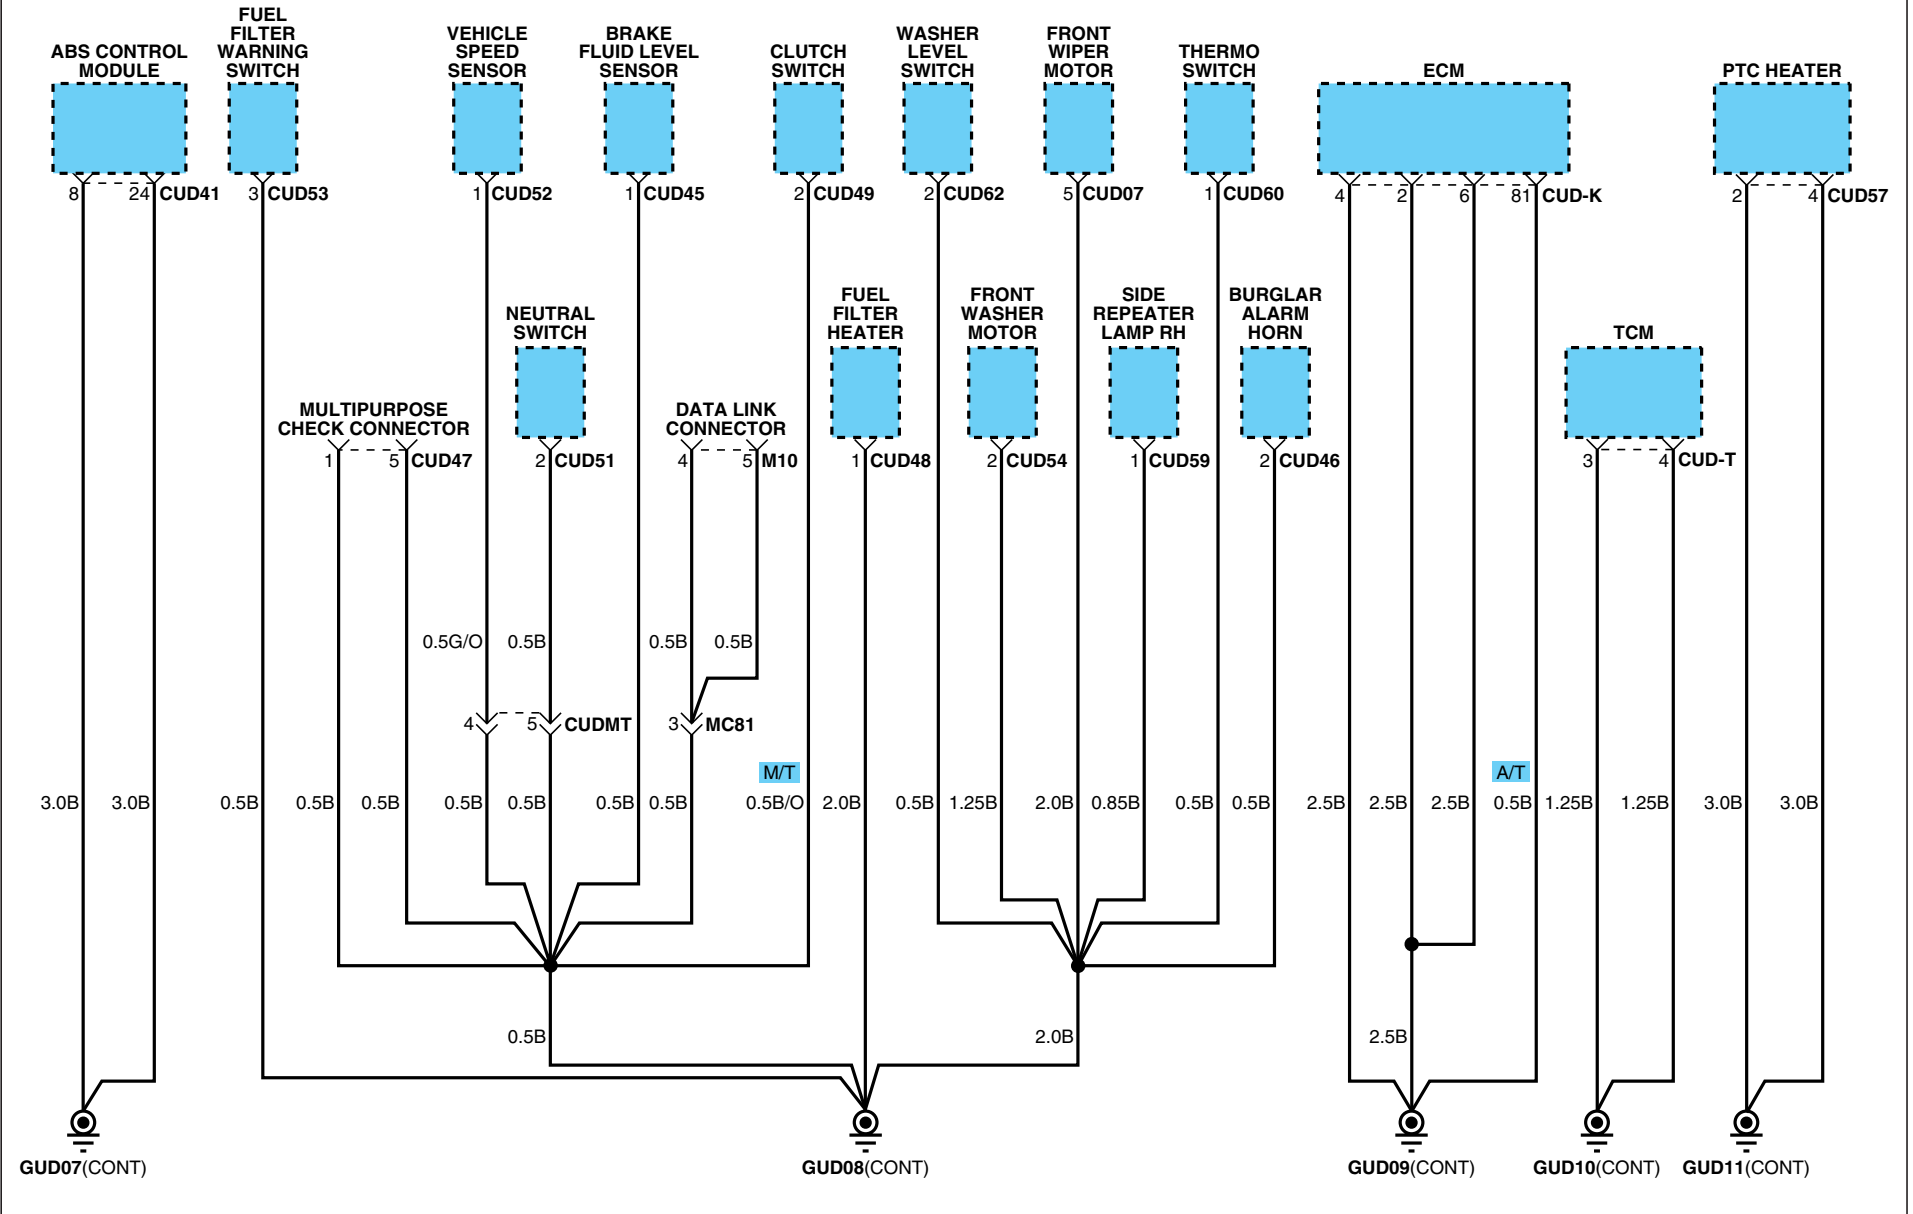 ABS CONTROL
MODULE
FUEL
FILTER
WARNING
SWITCH
VEHICLE
SPEED
SENSOR
BRAKE
FLUID LEVEL
SENSOR
CLUTCH
SWITCH
WASHER
LEVEL
SWITCH
FRONT
WIPER
MOTOR
THERMO
SWITCH
ECM
PTC HEATER
8 24 CUD41
3 CUD53
1 CUD52
1 CUD45
2 CUD49
2 CUD62
5 CUD07
1 CUD60
4 2 6 81 CUD-K
2 4 CUD57
NEUTRAL
SWITCH
FUEL
FILTER
HEATER
FRONT
WASHER
MOTOR
SIDE
REPEATER
LAMP RH
BURGLAR
ALARM
HORN
TCM
MULTIPURPOSE
CHECK CONNECTOR
DATA LINK
CONNECTOR
1 5 CUD47
2 CUD51
4 5 M10
1 CUD48
2 CUD54
1 CUD59
2 CUD46
3 4 CUD-T
0.5G/O 0.5B 0.5B 0.5B
4 5 CUDMT
3 MC81
M/T
A/T
3.0B 3.0B 0.5B 0.5B 0.5B 0.5B 0.5B 0.5B 0.5B 0.5B/O 2.0B 0.5B 1.25B 2.0B 0.85B 0.5B 0.5B 2.5B 2.5B 2.5B 0.5B 1.25B 1.25B 3.0B 3.0B
0.5B 2.0B 2.5B
GUD07(CONT)
GUD08(CONT)
GUD09(CONT)
GUD10(CONT)
GUD11(CONT)